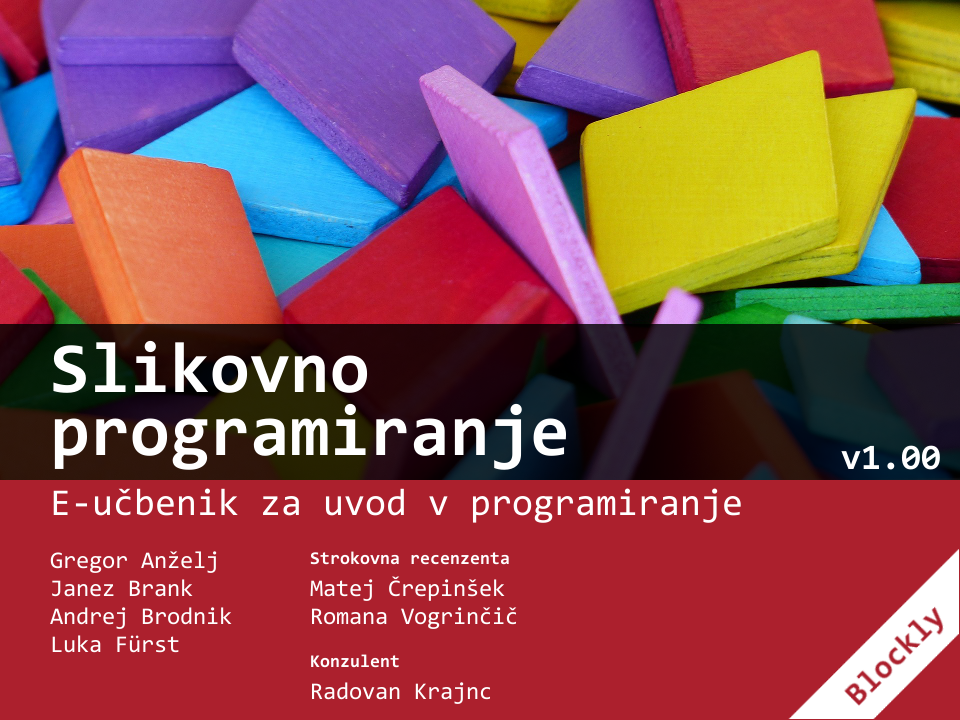 Slikovno
programiranje
v1.00
E-učbenik za uvod v programiranje
Gregor Anželj
Janez Brank
Andrej Brodnik
Luka Fürst
Strokovna recenzenta
Matej Črepinšek
Romana Vogrinčič
Konzulent
Radovan Krajnc
Blockly